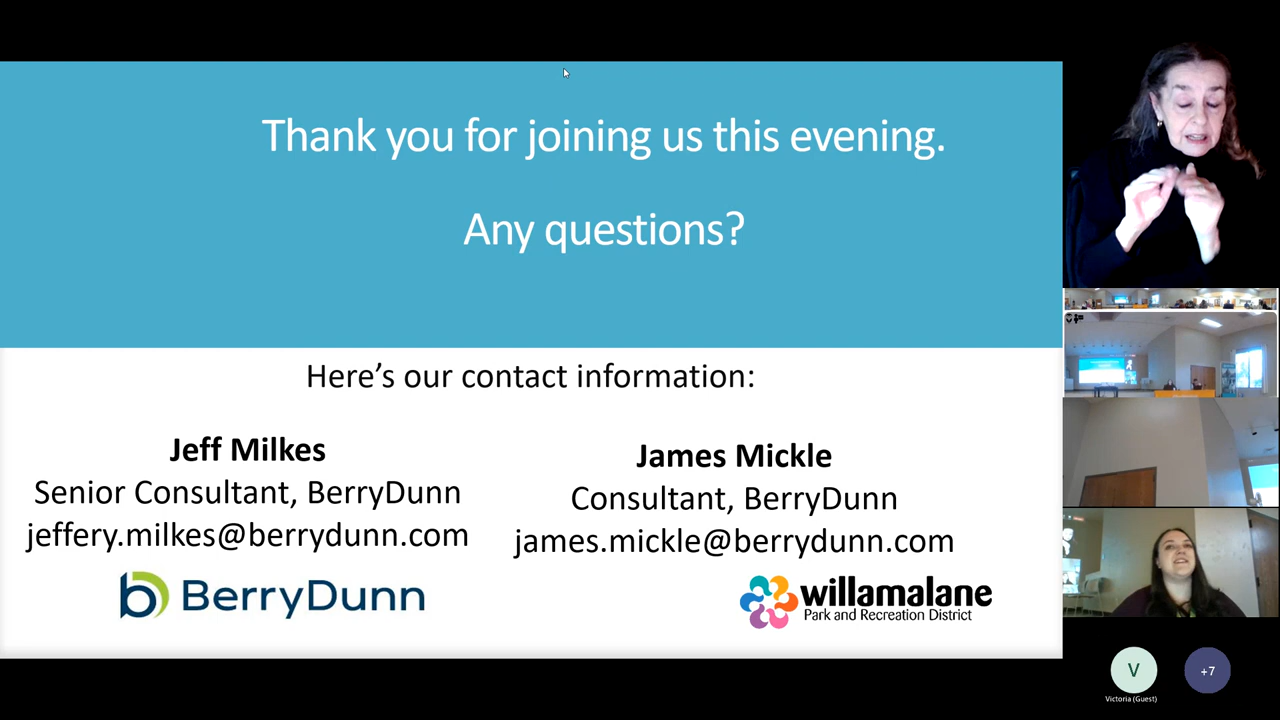 Thank you for joining us this evening.
Any questions?
Here's our contact information:
Jeff Milkes
Senior Consultant, BerryDunn
jeffery.milkes@berrydunn.com
James Mickle
Consultant, BerryDunn
james.mickle@berrydunn.com
b BerryDunn
willamalane
Park and Recreation District
V
+7
Victoria (Guest)